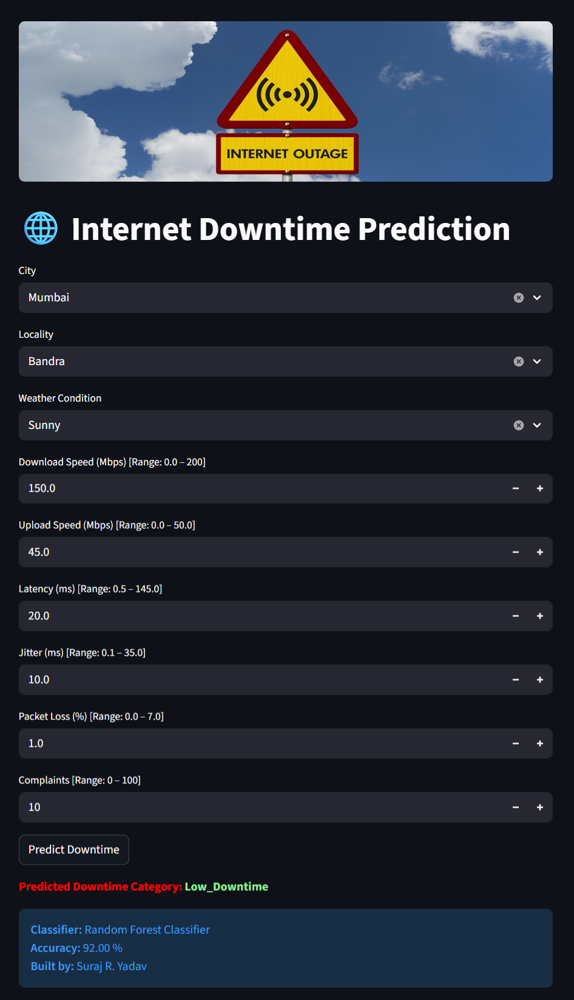 INTERNET OUTAGE
Internet Downtime Prediction
City
Mumbai
Locality
Bandra
Weather Condition
Sunny
Download Speed (Mbps) [Range: 0.0 – 200]
150.0
Upload Speed (Mbps) [Range: 0.0 – 50.0]
45.0
Latency (ms) [Range: 0.5 – 145.0]
20.0
Jitter (ms) [Range: 0.1 – 35.0]
10.0
Packet Loss (%) [Range: 0.0 – 7.0]
1.0
Complaints [Range: 0 – 100]
10
Predict Downtime
Predicted Downtime Category: Low_Downtime
Classifier: Random Forest Classifier
Accuracy: 92.00 %
Built by: Suraj R. Yadav